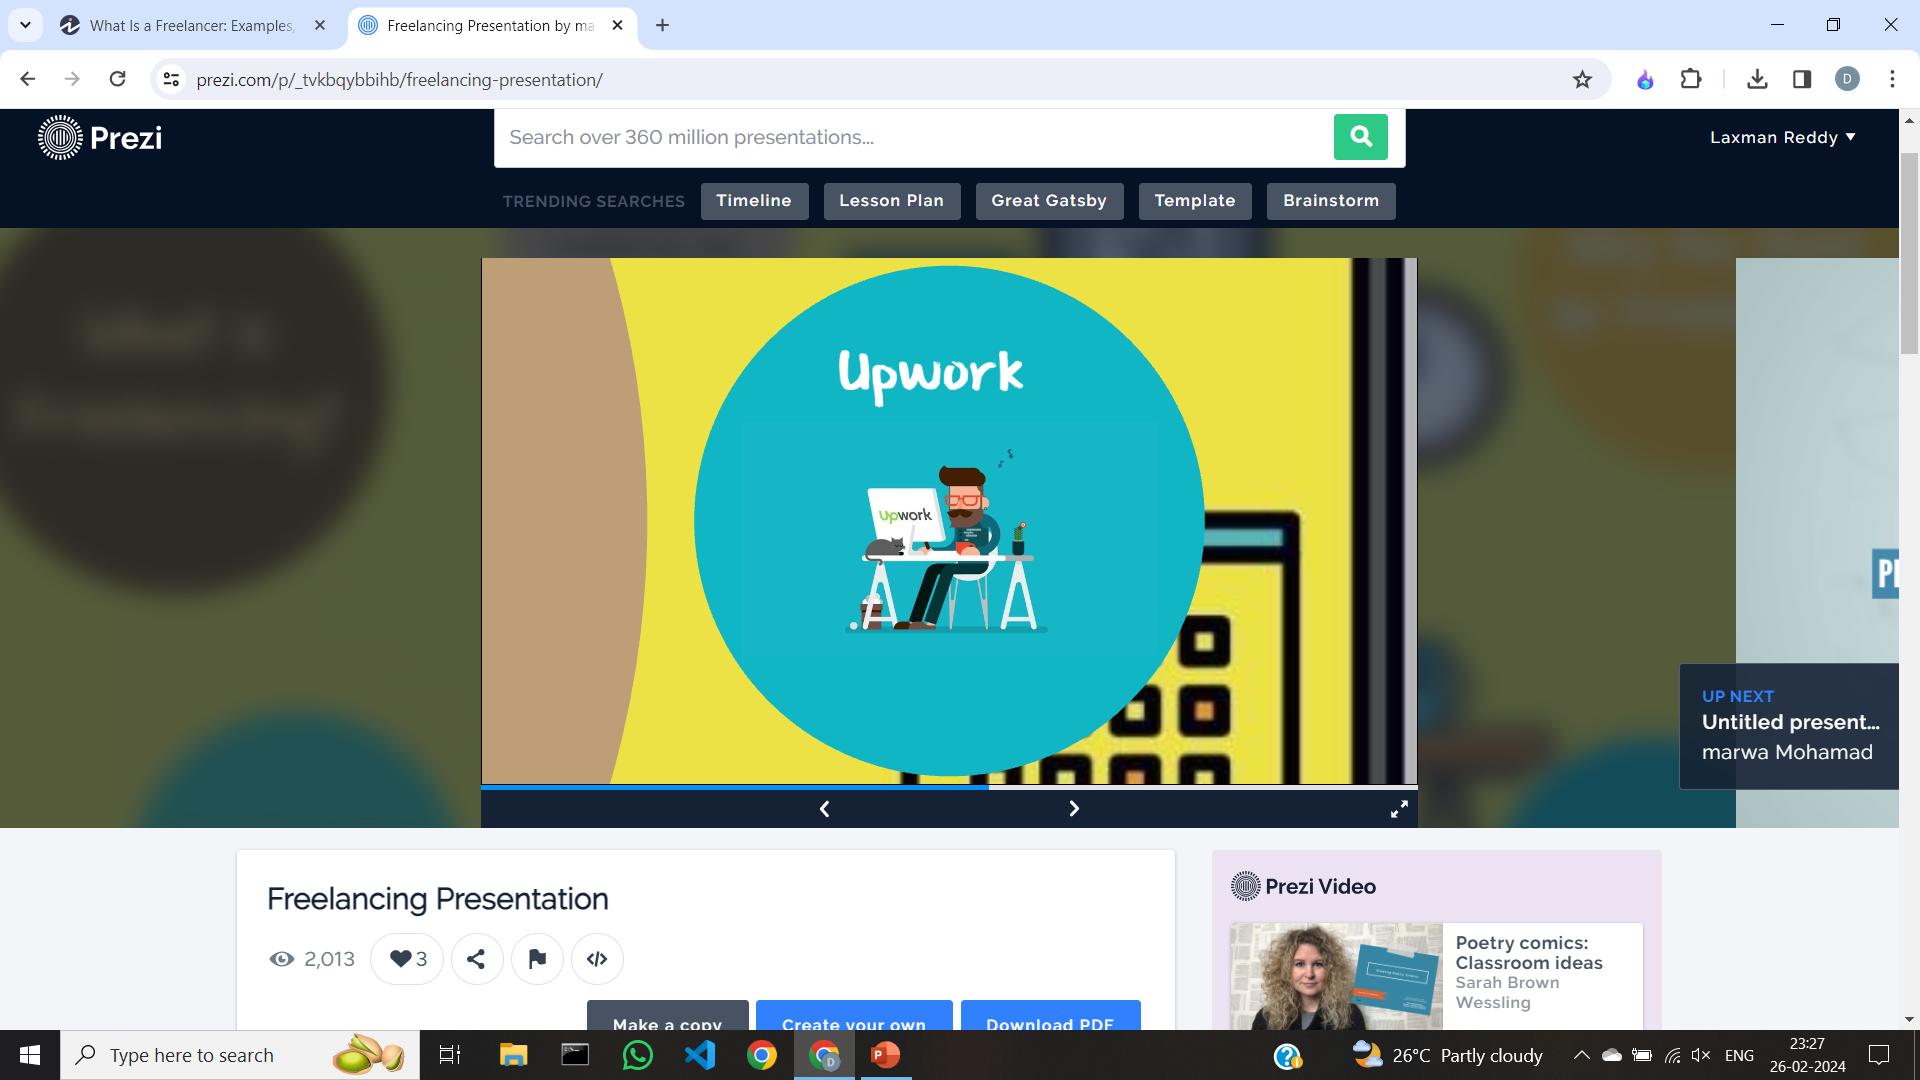 What Is a Freelancer: Examples,
Freelancing Presentation by ma
prezi.com/p/_tvkbqybbihb/freelancing-presentation/
D
Prezi
Search over 360 million presentations...
Laxman Reddy
TRENDING SEARCHES
Timeline
Lesson Plan
Great Gatsby
Template
Brainstorm
What is
Freelancing?
Upwork
Upwork
UP NEXT
Untitled present...
marwa Mohamad
Freelancing Presentation
2,013
3
Make a copy
Create your own
Download PDF
Prezi Video
Poetry comics:
Classroom ideas
Sarah Brown
Wessling
Type here to search
26°C Partly cloudy
ENG
23:27
26-02-2024